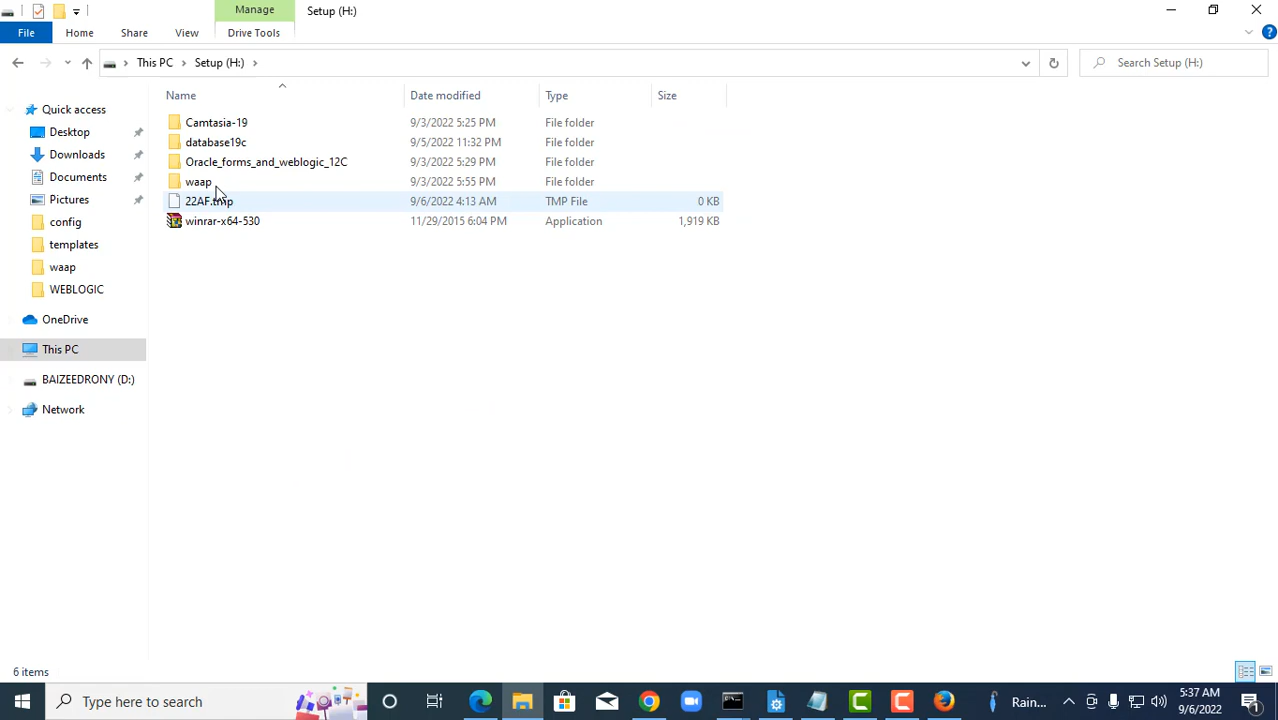 Manage
Setup (H:)
File
Home
Share
View
Drive Tools
This PC
Setup (H:)
Search Setup (H:)
Name
Date modified
Type
Size
Quick access
Desktop
Downloads
Documents
Pictures
config
templates
waap
WEBLOGIC
OneDrive
This PC
BAIZEEDRONY (D:)
Network
Camtasia-19 9/3/2022 5:25 PM File folder
database19c 9/5/2022 11:32 PM File folder
Oracle_forms_and_weblogic_12C 9/3/2022 5:29 PM File folder
waap 9/3/2022 5:55 PM File folder
22AF.tmp 9/6/2022 4:13 AM TMP File 0 KB
winrar-x64-530 11/29/2015 6:04 PM Application 1,919 KB
6 items
Type here to search
Rain...
5:37 AM
9/6/2022
1